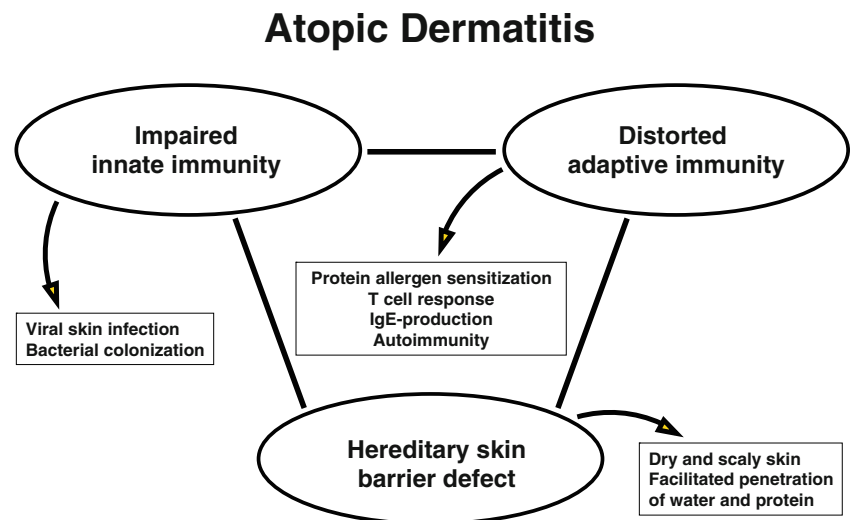 Atopic Dermatitis
Impaired
innate immunity
Distorted
adaptive immunity
Protein allergen sensitization
T cell response
IgE-production
Autoimmunity
Viral skin infection
Bacterial colonization
Hereditary skin
barrier defect
Dry and scaly skin
Facilitated penetration
of water and protein